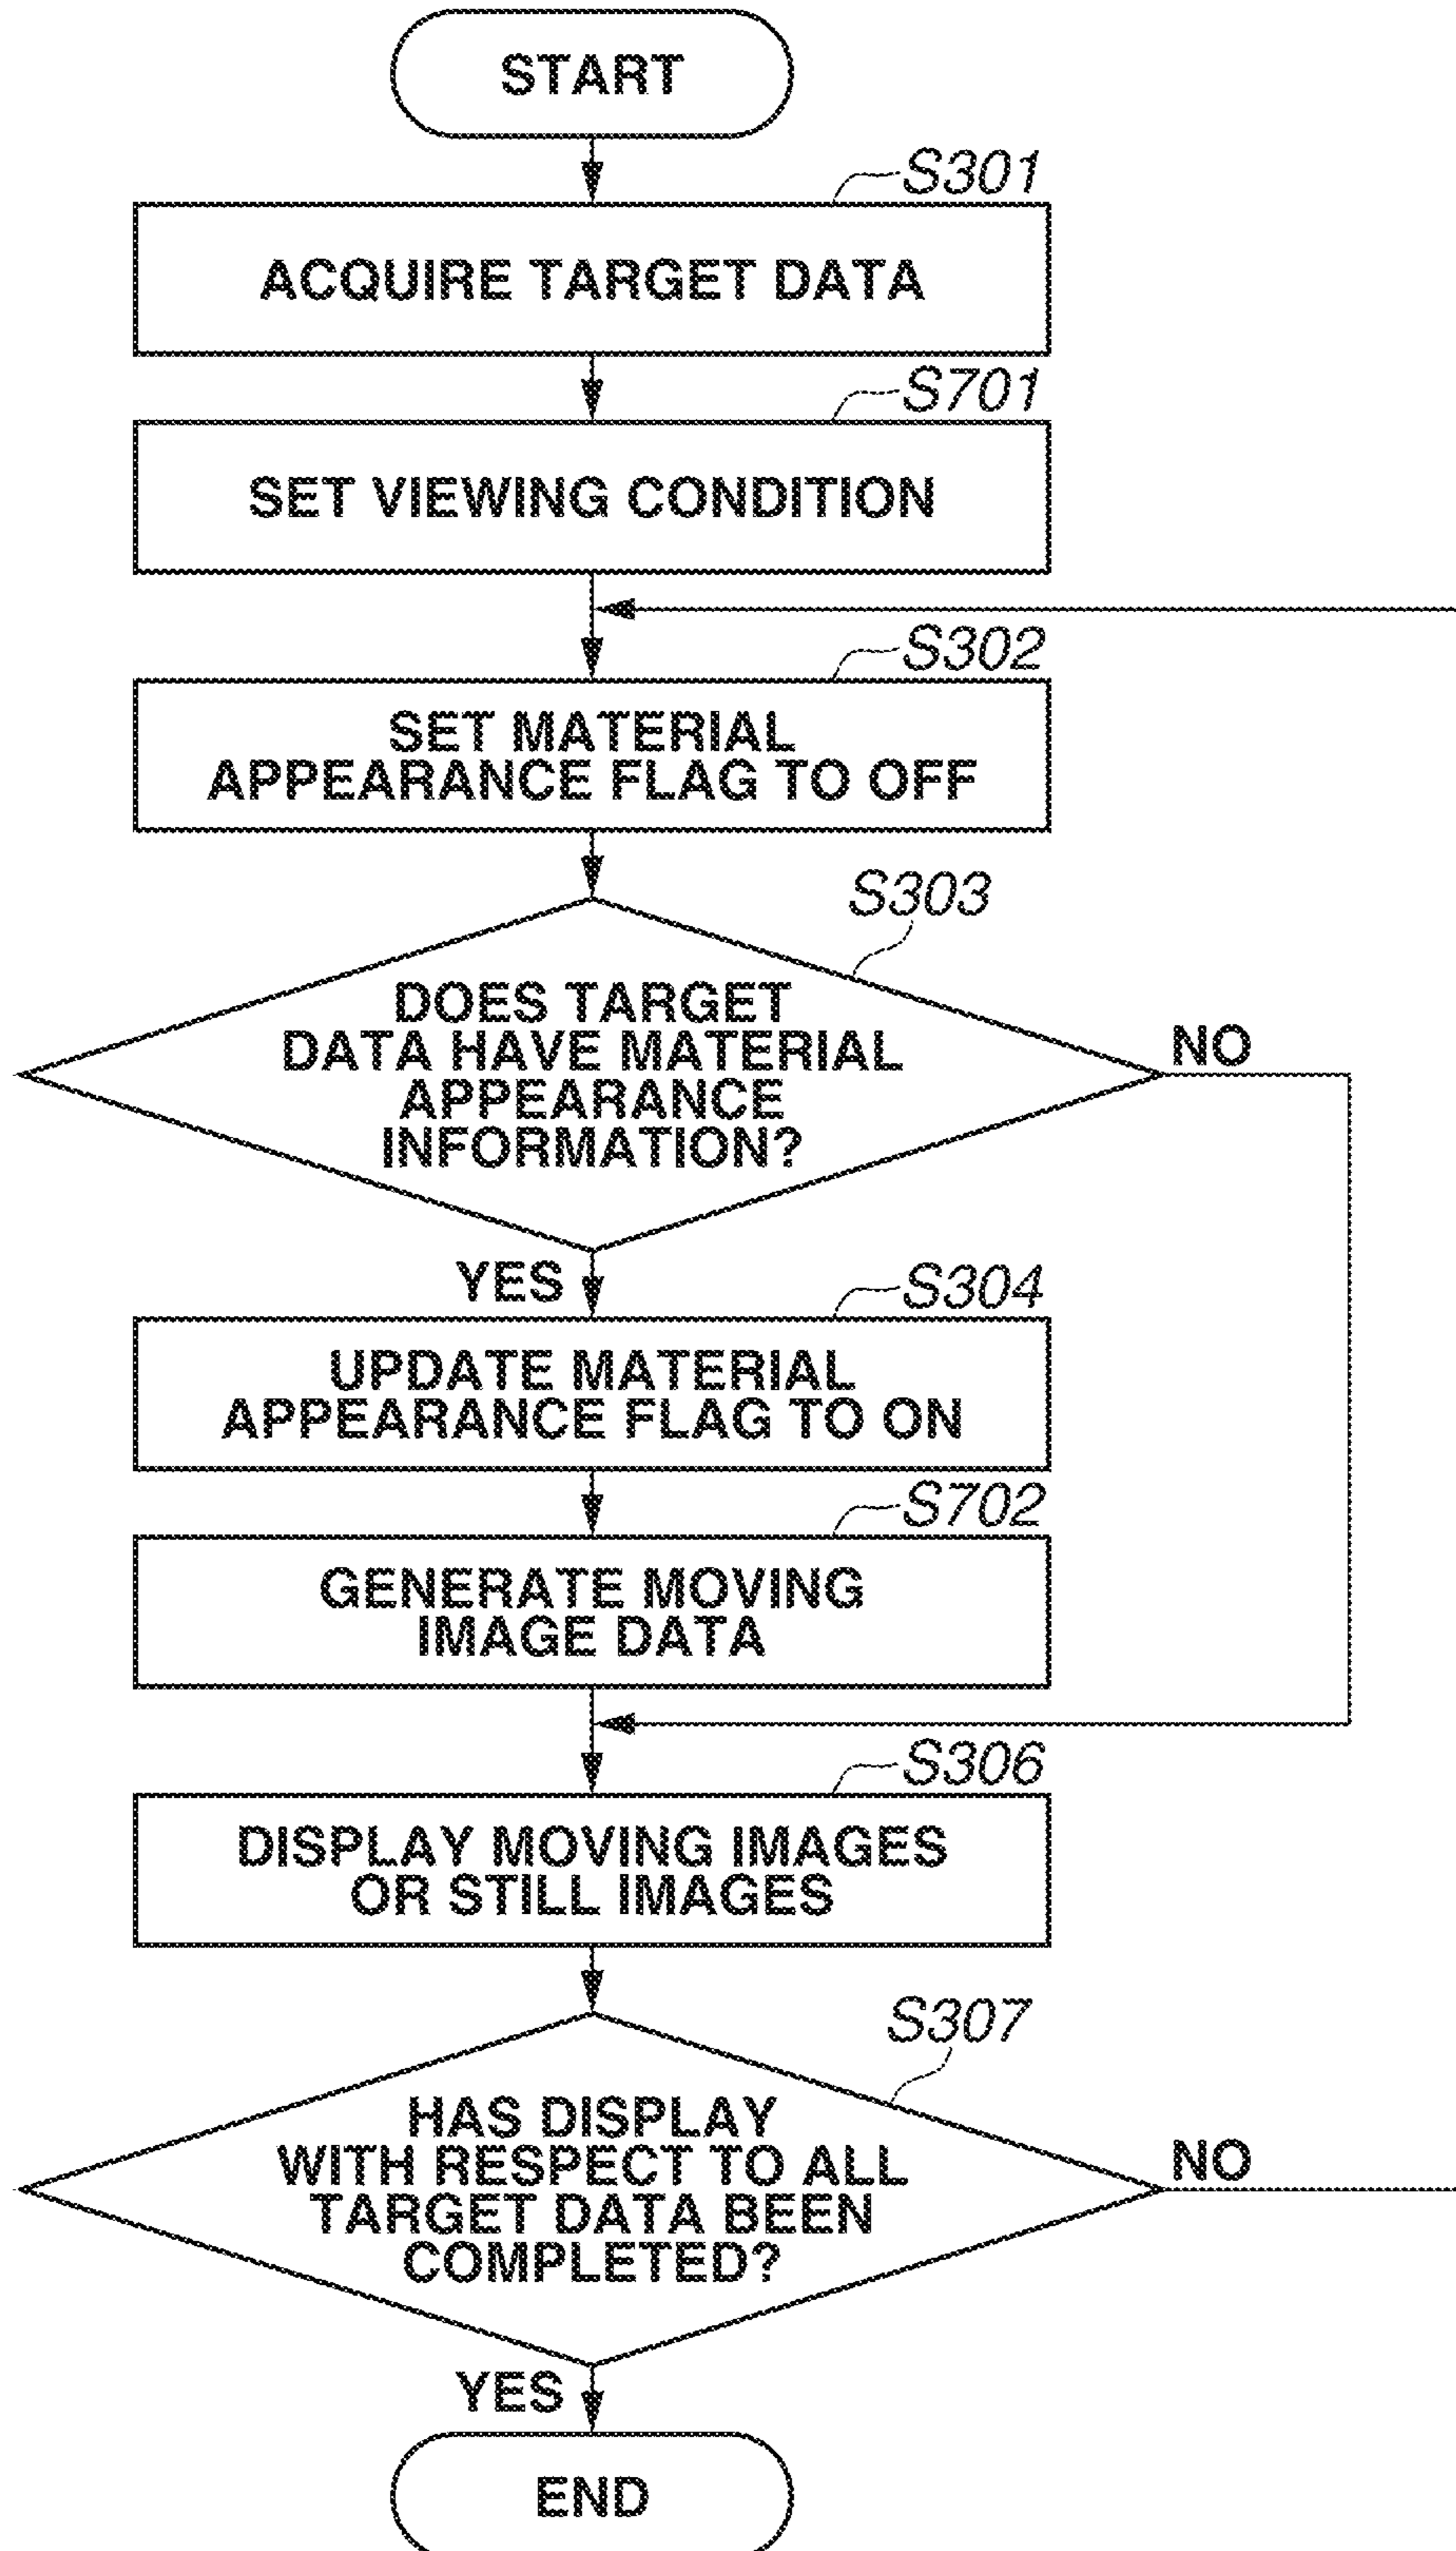 START
S301
ACQUIRE TARGET DATA
S701
SET VIEWING CONDITION
S302
SET MATERIAL
APPEARANCE FLAG TO OFF
S303
DOES TARGET
DATA HAVE MATERIAL
APPEARANCE
INFORMATION?
NO
YES
S304
UPDATE MATERIAL
APPEARANCE FLAG TO ON
S702
GENERATE MOVING
IMAGE DATA
S306
DISPLAY MOVING IMAGES
OR STILL IMAGES
S307
HAS DISPLAY
WITH RESPECT TO ALL
TARGET DATA BEEN
COMPLETED?
NO
YES
END